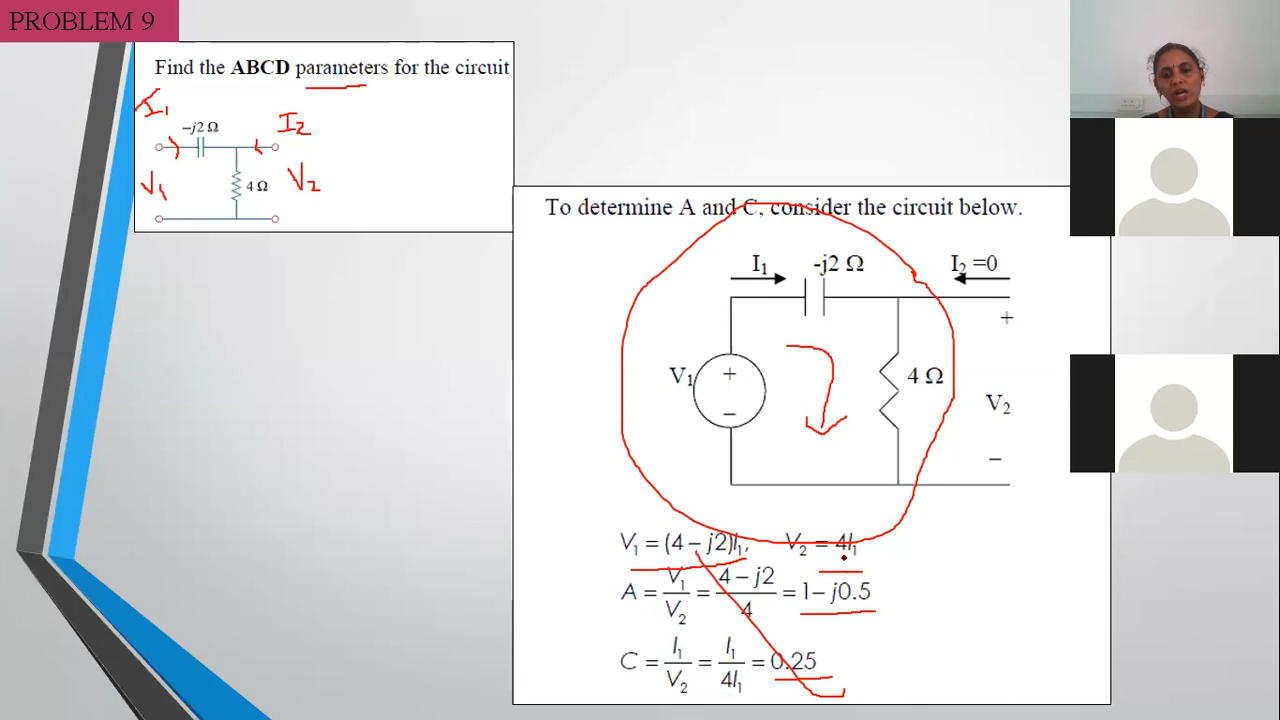 PROBLEM 9
Find the ABCD parameters for the circuit
I1
I2
-j2 Ω
V1
4 Ω
V2
To determine A and C, consider the circuit below.
I1
-j2 Ω
I2 =0
+
V1
+
−
4 Ω
V2
−
V1 = (4 − j2)I1, V2 = 4I1
A = V1/V2 = (4 − j2)/4 = 1 − j0.5
C = I1/V2 = I1/4I1 = 0.25